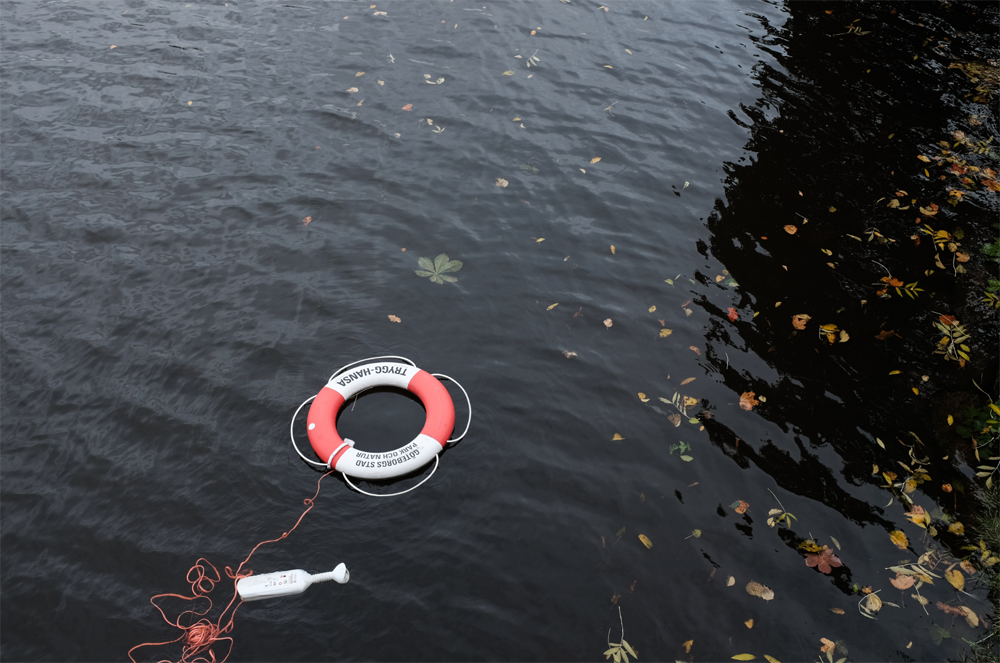 TRYGG-HANSA
GÖTEBORGS STAD
PARK OCH NATUR